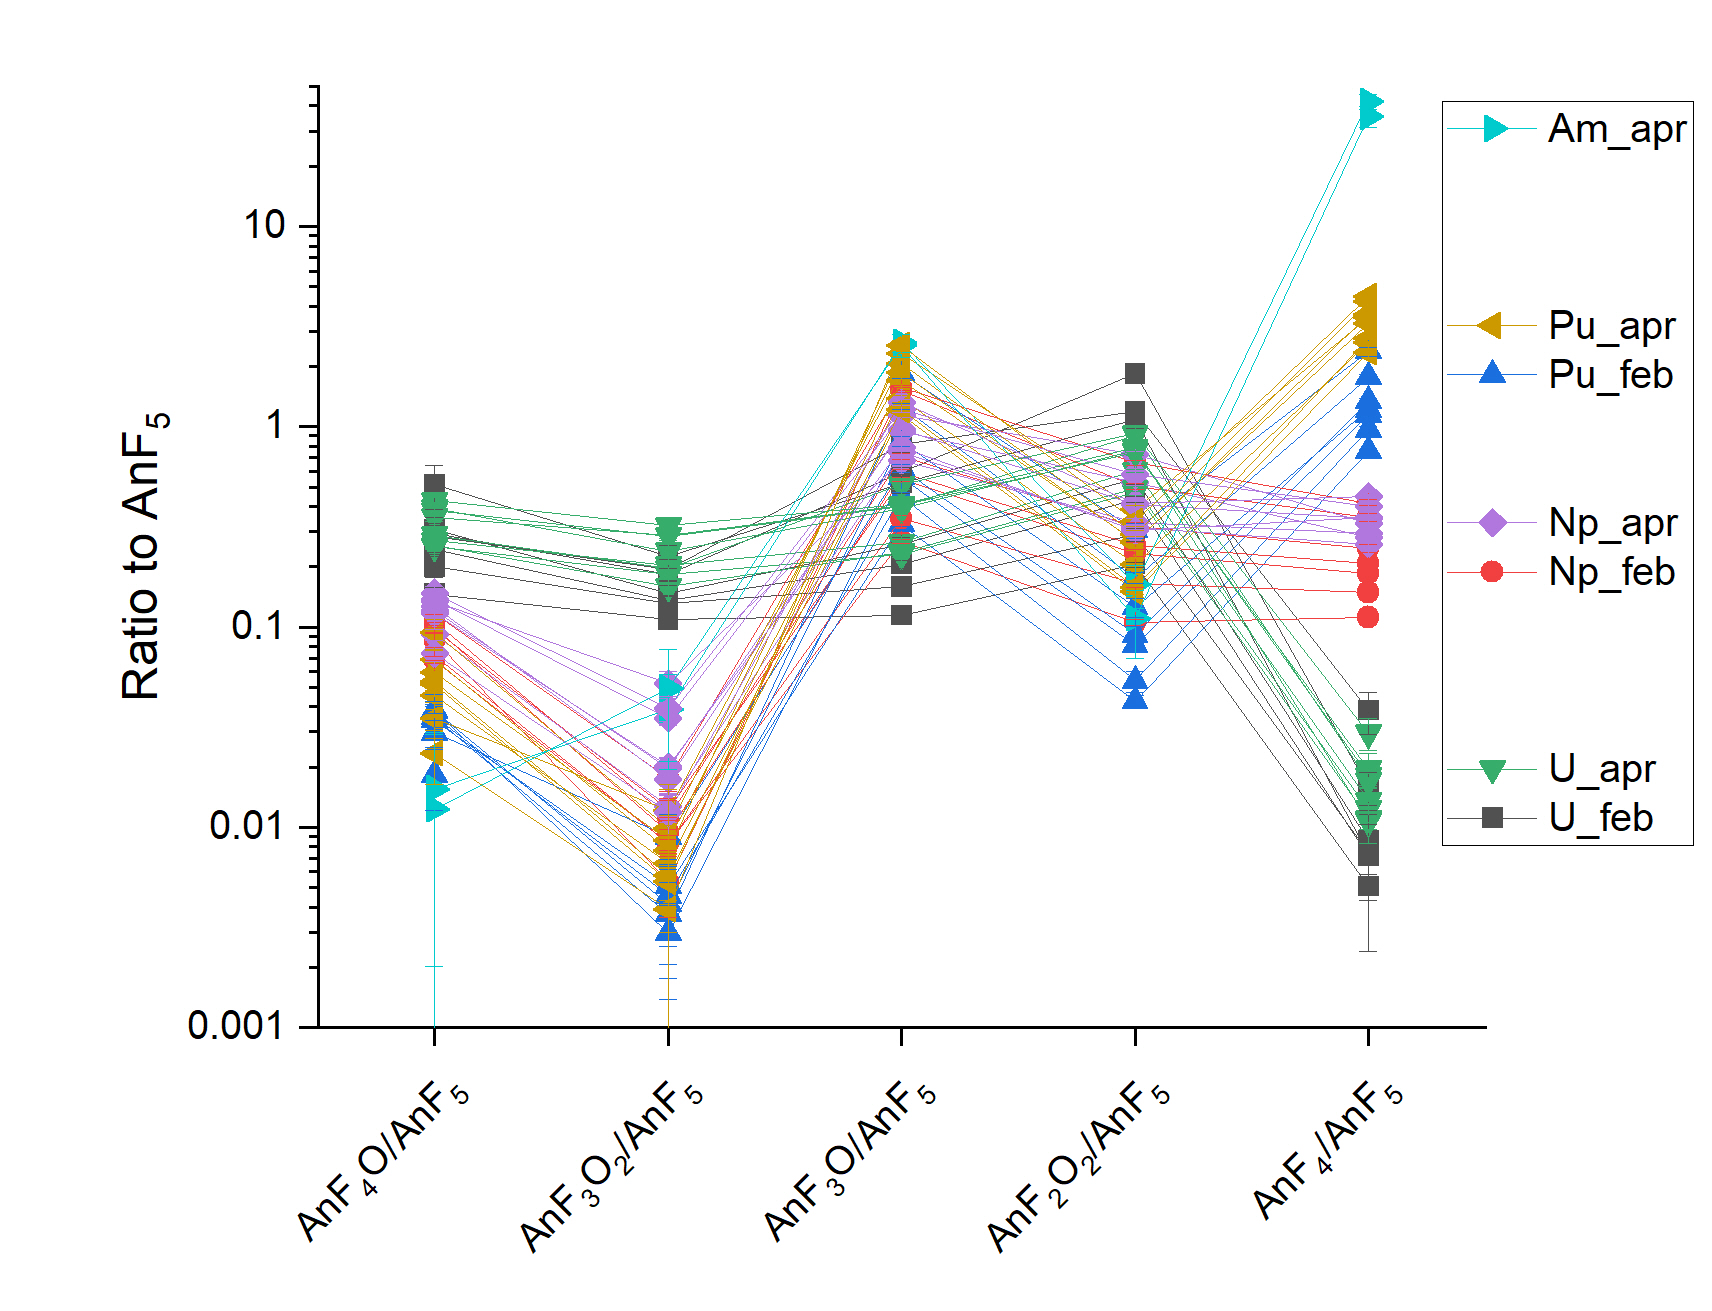 Ratio to AnF₅
10
1
0.1
0.01
0.001
AnF₄O/AnF₅
AnF₃O₂/AnF₅
AnF₃O/AnF₅
AnF₂O₂/AnF₅
AnF₄/AnF₅
Am_apr
Pu_apr
Pu_feb
Np_apr
Np_feb
U_apr
U_feb